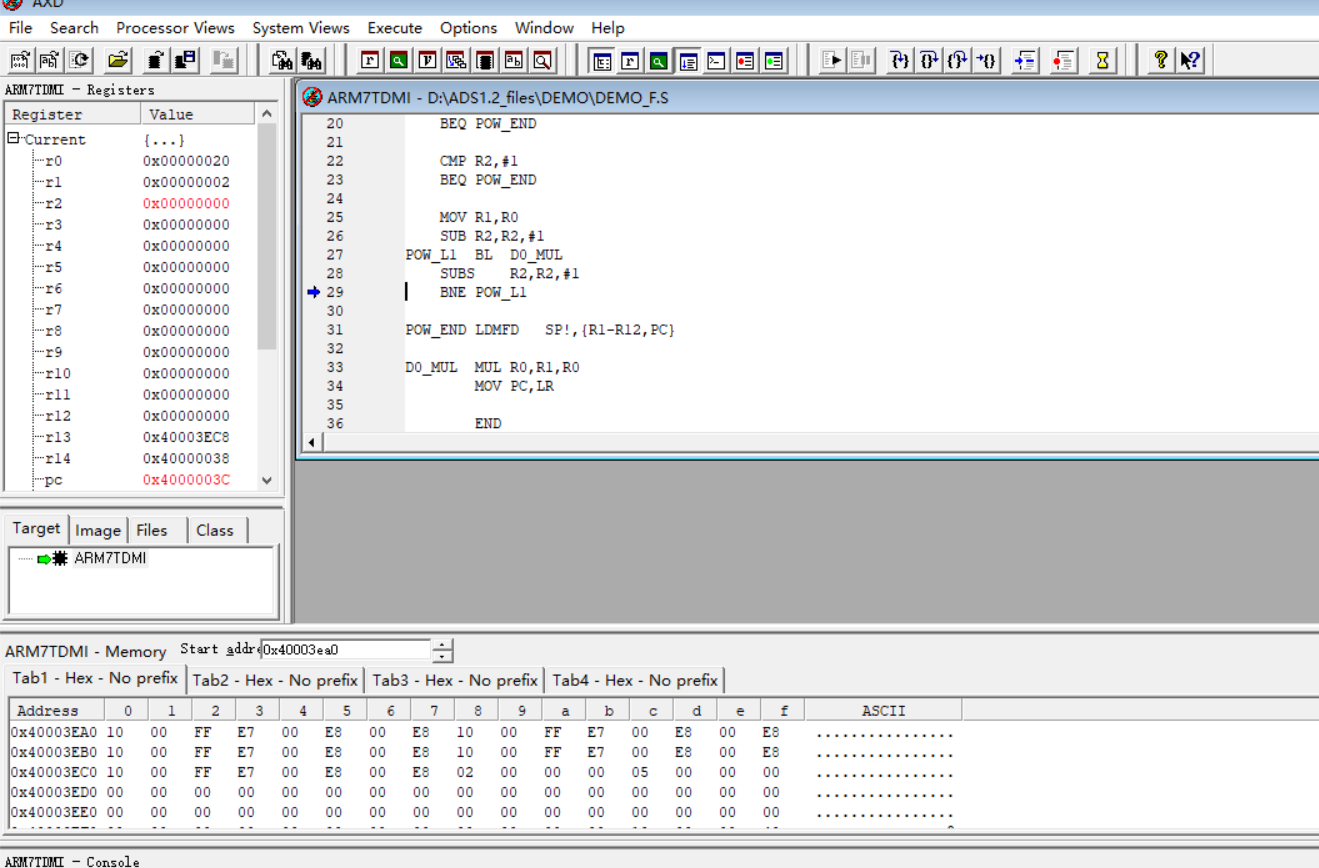 AXD
File Search Processor Views System Views Execute Options Window Help
ARM7TDMI - Registers
Register Value
Current {...}
r0 0x00000020
r1 0x00000002
r2 0x00000000
r3 0x00000000
r4 0x00000000
r5 0x00000000
r6 0x00000000
r7 0x00000000
r8 0x00000000
r9 0x00000000
r10 0x00000000
r11 0x00000000
r12 0x00000000
r13 0x40003EC8
r14 0x40000038
pc 0x4000003C
ARM7TDMI - D:\ADS1.2_files\DEMO\DEMO_F.S
20 BEQ POW_END
21
22 CMP R2,#1
23 BEQ POW_END
24
25 MOV R1,R0
26 SUB R2,R2,#1
27 POW_L1 BL DO_MUL
28 SUBS R2,R2,#1
29 BNE POW_L1
30
31 POW_END LDMFD SP!,{R1-R12,PC}
32
33 DO_MUL MUL R0,R1,R0
34 MOV PC,LR
35
36 END
Target Image Files Class
ARM7TDMI
ARM7TDMI - Memory Start addre 0x40003ea0
Tab1 - Hex - No prefix Tab2 - Hex - No prefix Tab3 - Hex - No prefix Tab4 - Hex - No prefix
Address 0 1 2 3 4 5 6 7 8 9 a b c d e f ASCII
0x40003EA0 10 00 FF E7 00 E8 00 E8 10 00 FF E7 00 E8 00 E8 ................
0x40003EB0 10 00 FF E7 00 E8 00 E8 10 00 FF E7 00 E8 00 E8 ................
0x40003EC0 10 00 FF E7 00 E8 00 E8 02 00 00 00 05 00 00 00 ................
0x40003ED0 00 00 00 00 00 00 00 00 00 00 00 00 00 00 00 00 ................
0x40003EE0 00 00 00 00 00 00 00 00 00 00 00 00 00 00 00 00 ................
ARM7TDMI - Console